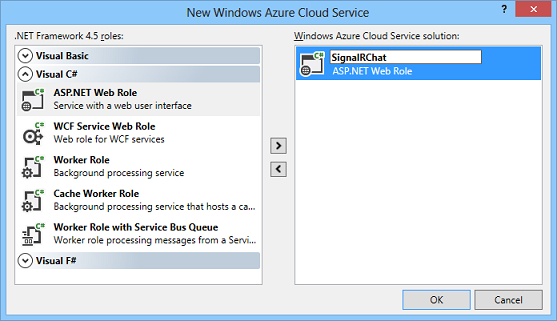 New Windows Azure Cloud Service
?
.NET Framework 4.5 roles:
Visual Basic
Visual C#
C#
ASP.NET Web Role
Service with a web user interface
C#
WCF Service Web Role
Web role for WCF services
C#
Worker Role
Background processing service
C#
Cache Worker Role
Background processing service that hosts a ca...
C#
Worker Role with Service Bus Queue
Worker role processing messages from a Servi...
Visual F#
Windows Azure Cloud Service solution:
C#
SignalRChat
ASP.NET Web Role
OK
Cancel